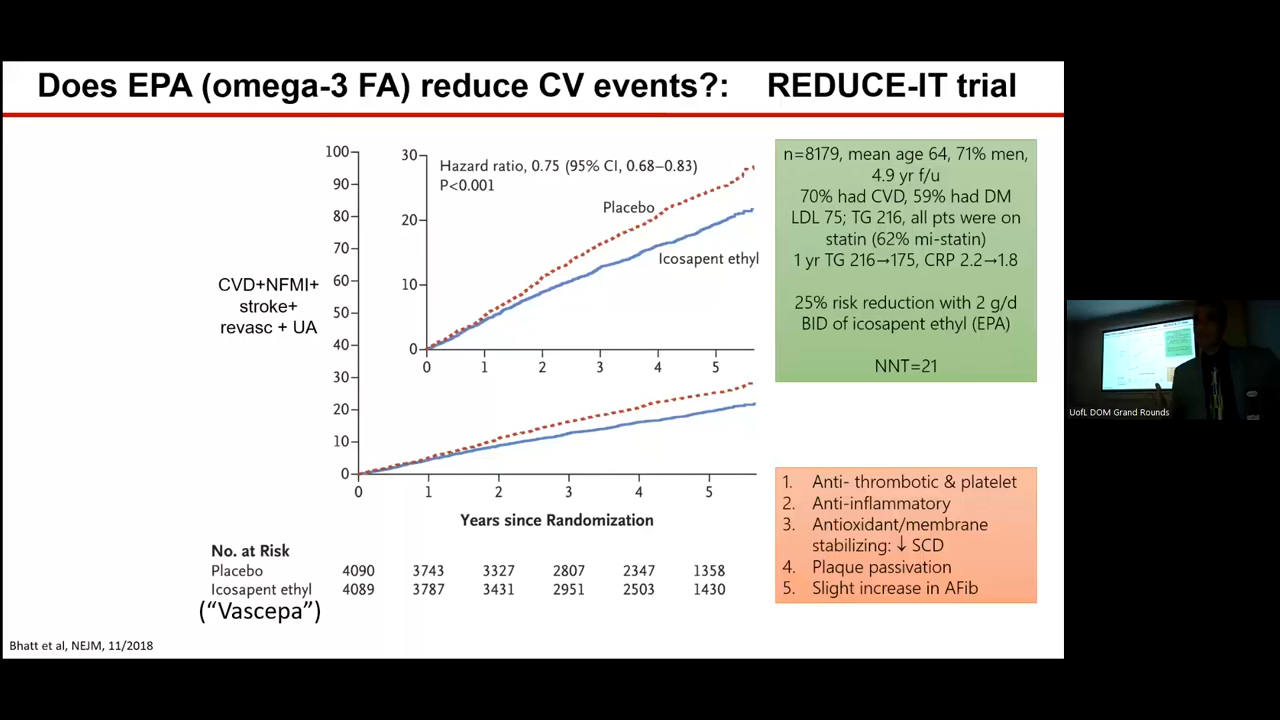 Does EPA (omega-3 FA) reduce CV events?: REDUCE-IT trial
100
90
80
70
60
50
40
30
20
10
0
0 1 2 3 4 5
Years since Randomization
CVD+NFMI+
stroke+
revasc + UA
30
20
10
0
0 1 2 3 4 5
Hazard ratio, 0.75 (95% CI, 0.68–0.83)
P<0.001
Placebo
Icosapent ethyl
No. at Risk
Placebo 4090 3743 3327 2807 2347 1358
Icosapent ethyl 4089 3787 3431 2951 2503 1430
(“Vascepa”)
Bhatt et al, NEJM, 11/2018
n=8179, mean age 64, 71% men,
4.9 yr f/u
70% had CVD, 59% had DM
LDL 75; TG 216, all pts were on
statin (62% mi-statin)
1 yr TG 216→175, CRP 2.2→1.8
25% risk reduction with 2 g/d
BID of icosapent ethyl (EPA)
NNT=21
1. Anti- thrombotic & platelet
2. Anti-inflammatory
3. Antioxidant/membrane
stabilizing: ↓ SCD
4. Plaque passivation
5. Slight increase in AFib
UofL DOM Grand Rounds